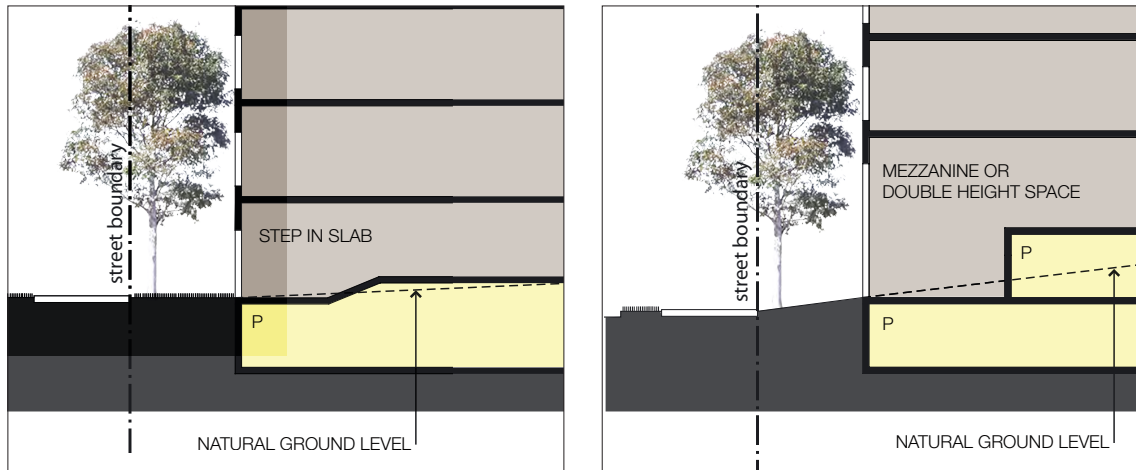 street boundary
STEP IN SLAB
P
NATURAL GROUND LEVEL
street boundary
MEZZANINE OR
DOUBLE HEIGHT SPACE
P
P
NATURAL GROUND LEVEL